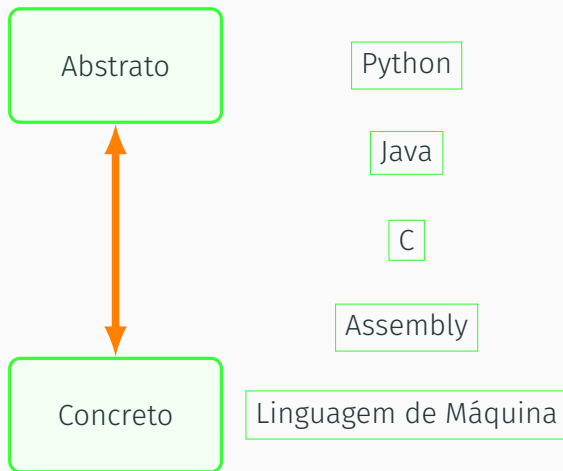 Abstrato
Python
Java
C
Assembly
Concreto
Linguagem de Máquina